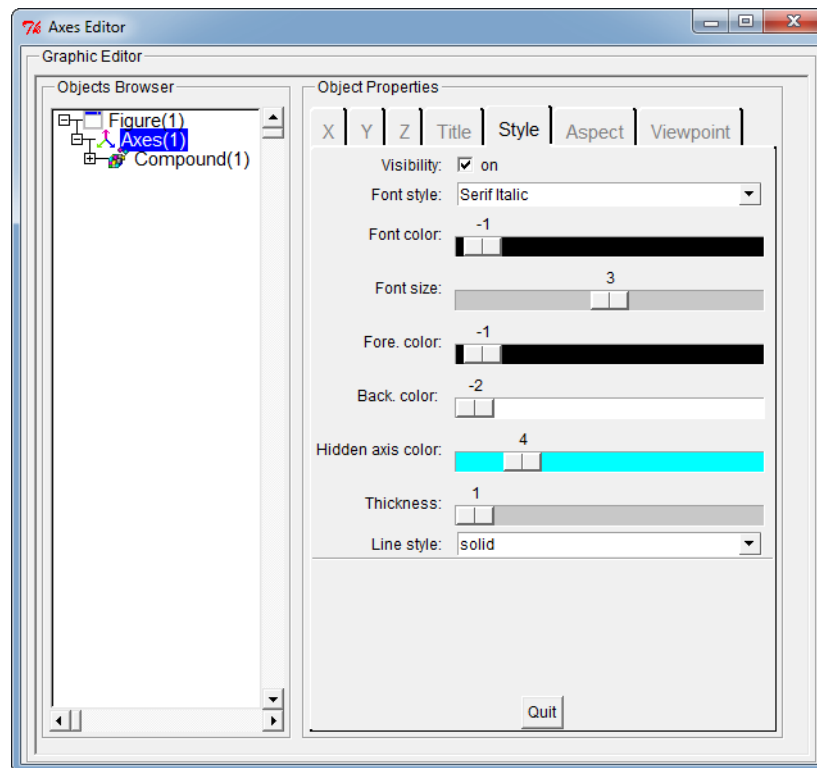 Axes Editor
Graphic Editor
Objects Browser
Figure(1)
Axes(1)
Compound(1)
Object Properties
X Y Z Title Style Aspect Viewpoint
Visibility: on
Font style: Serif Italic
-1
Font color:
3
Font size:
-1
Fore. color:
-2
Back. color:
4
Hidden axis color:
1
Thickness:
Line style: solid
Quit